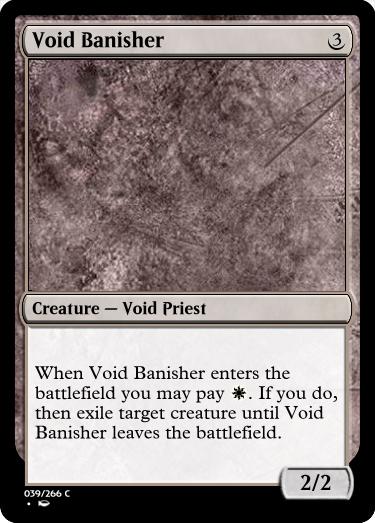 Void Banisher
3
Creature — Void Priest
When Void Banisher enters the
battlefield you may pay ☀. If you do,
then exile target creature until Void
Banisher leaves the battlefield.
2/2
039/266 C